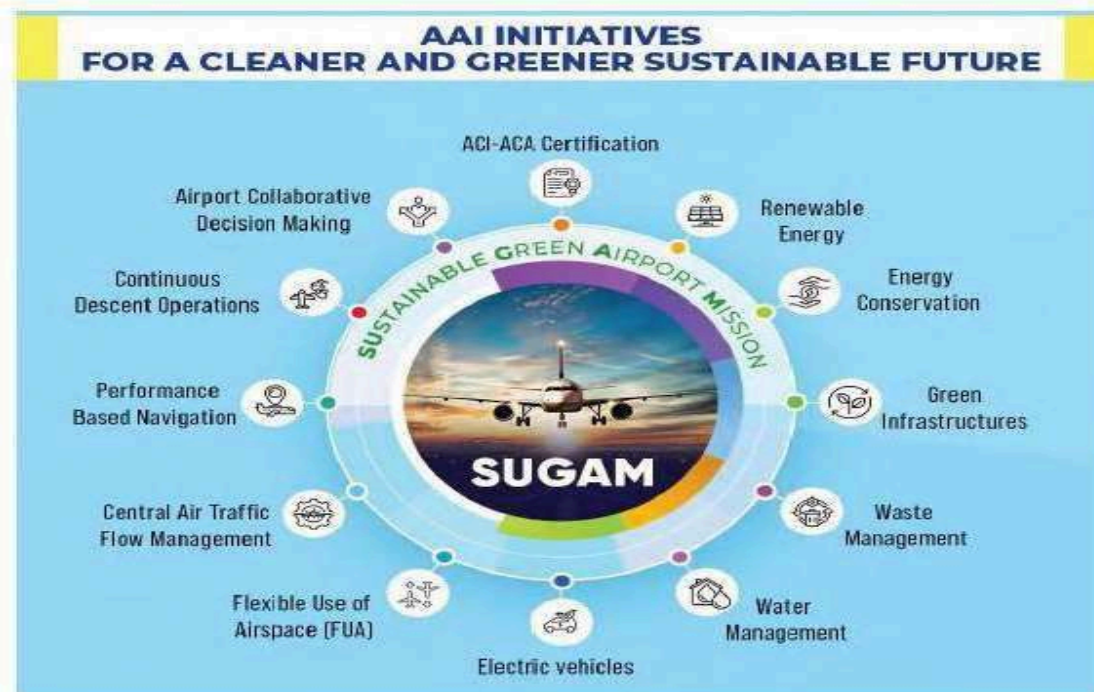 AAI INITIATIVES
FOR A CLEANER AND GREENER SUSTAINABLE FUTURE
ACI-ACA Certification
Renewable
Energy
Energy
Conservation
Green
Infrastructures
Waste
Management
Water
Management
Electric vehicles
Flexible Use of
Airspace (FUA)
Central Air Traffic
Flow Management
Performance
Based Navigation
Continuous
Descent Operations
Airport Collaborative
Decision Making
SUSTAINABLE GREEN AIRPORT MISSION
SUGAM